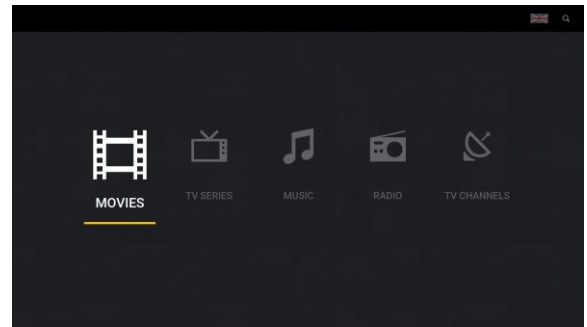 MOVIES
TV SERIES
MUSIC
RADIO
TV CHANNELS